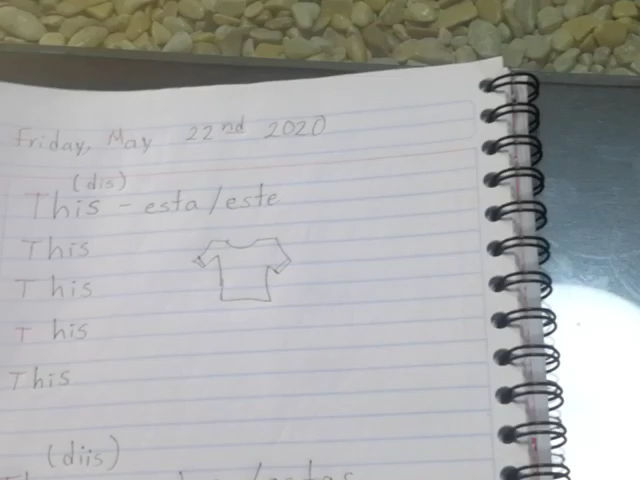 Friday, May 22nd 2020
(dis)
This - esta/este
This
This
This
This
(diis)